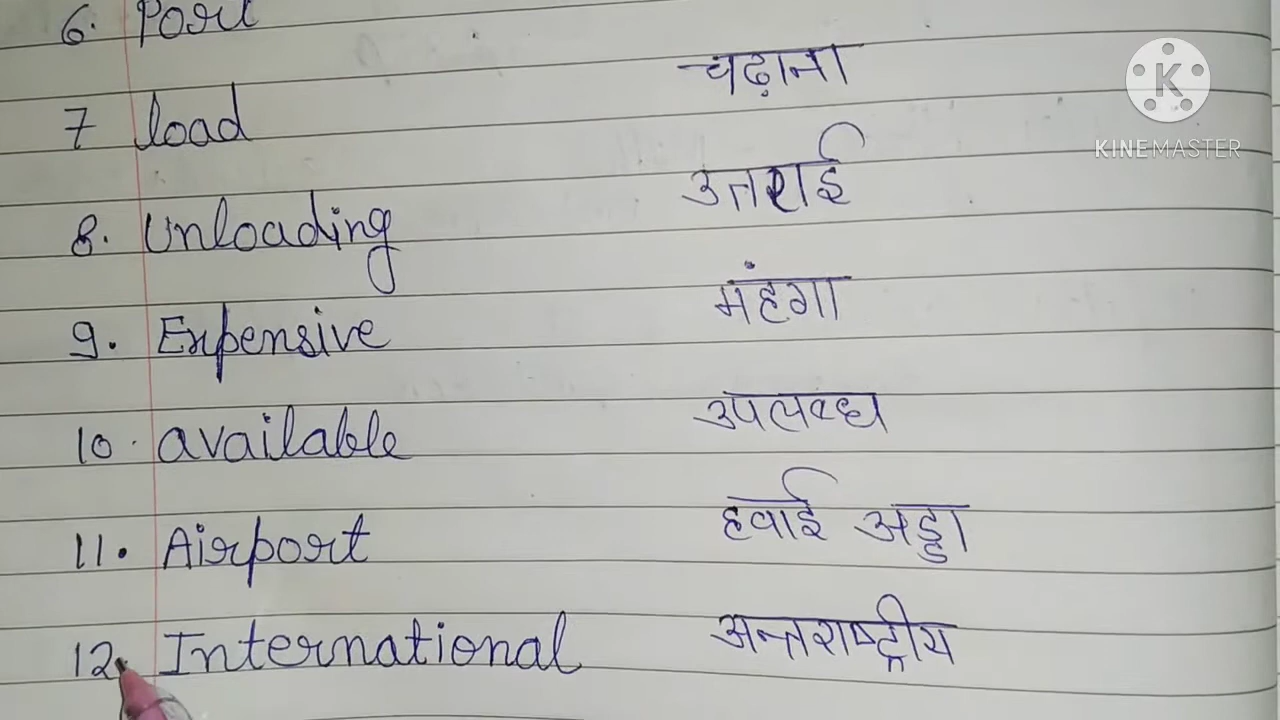 6. Port
7 load चढ़ाना
8. Unloading उतराई
9. Expensive मंहगा
10. available उपलब्ध
11. Airport हवाई अड्डा
12. International अन्तराष्ट्रीय
K
KINEMASTER